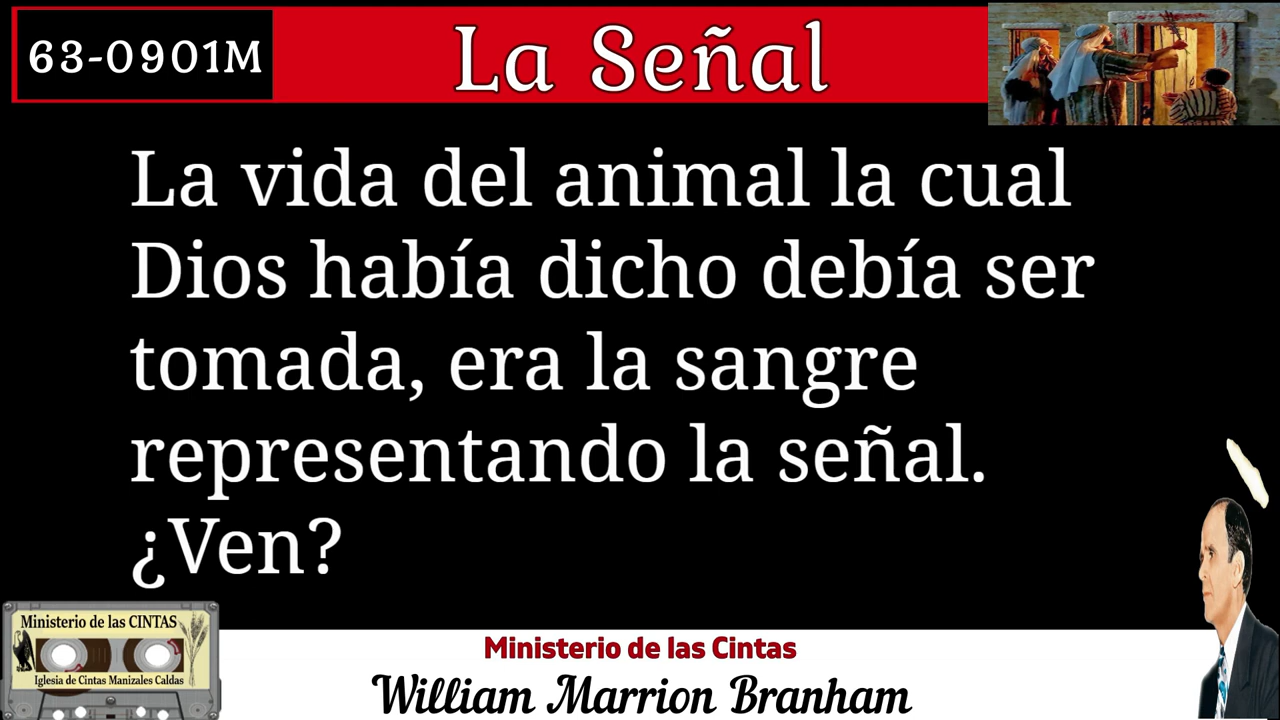 63-0901M
La Señal
La vida del animal la cual
Dios había dicho debía ser
tomada, era la sangre
representando la señal.
¿Ven?
Ministerio de las CINTAS
Iglesia de Cintas Manizales Caldas
Ministerio de las Cintas
William Marrion Branham